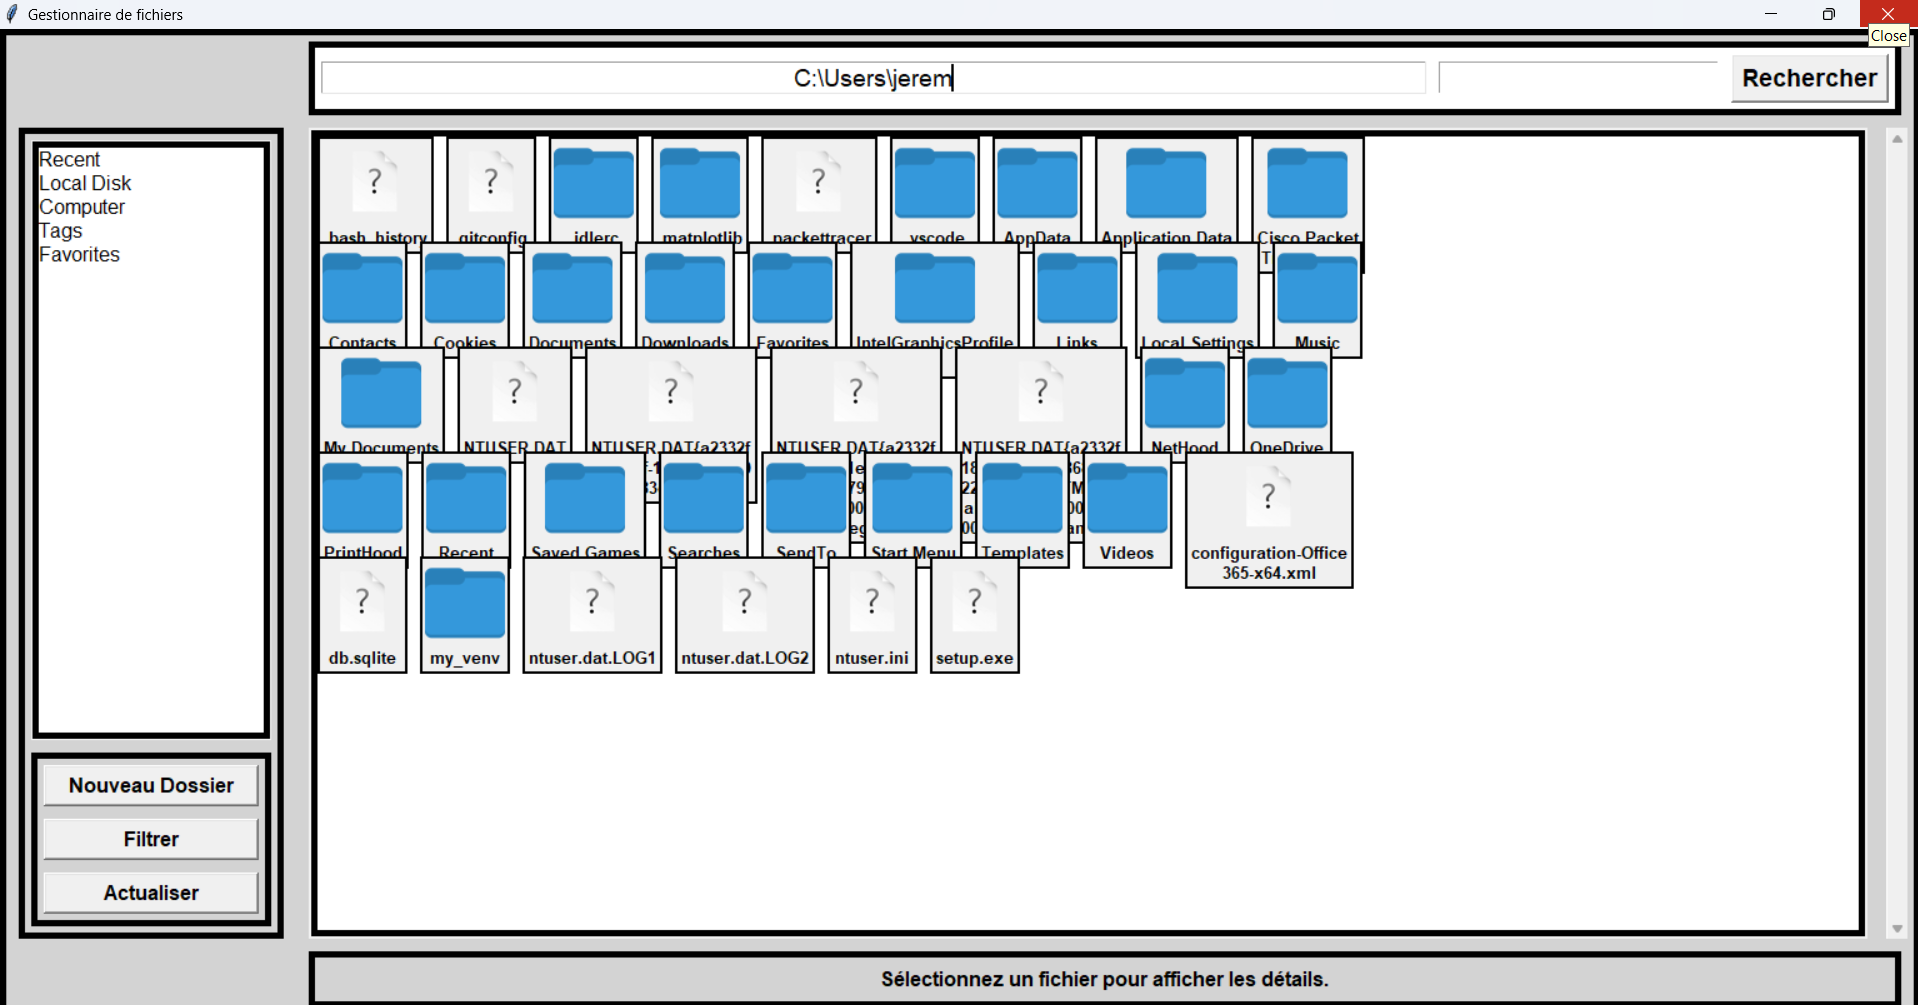 Gestionnaire de fichiers
Close
C:\Users\jerem
Rechercher
Recent
Local Disk
Computer
Tags
Favorites
bash_history gitconfig idlerc matplotlib packettracer vscode AppData Application Data Cisco Packet
T
Contacts Cookies Documents Downloads Favorites IntelGraphicsProfile Links Local Settings Music
My Documents NTUSER.DAT NTUSER.DAT{a2332f NTUSER.DAT{a2332f NTUSER.DAT{a2332f NetHood OneDrive
PrintHood Recent Saved Games Searches SendTo Start Menu Templates Videos configuration-Office
365-x64.xml
db.sqlite my_venv ntuser.dat.LOG1 ntuser.dat.LOG2 ntuser.ini setup.exe
Nouveau Dossier
Filtrer
Actualiser
Sélectionnez un fichier pour afficher les détails.